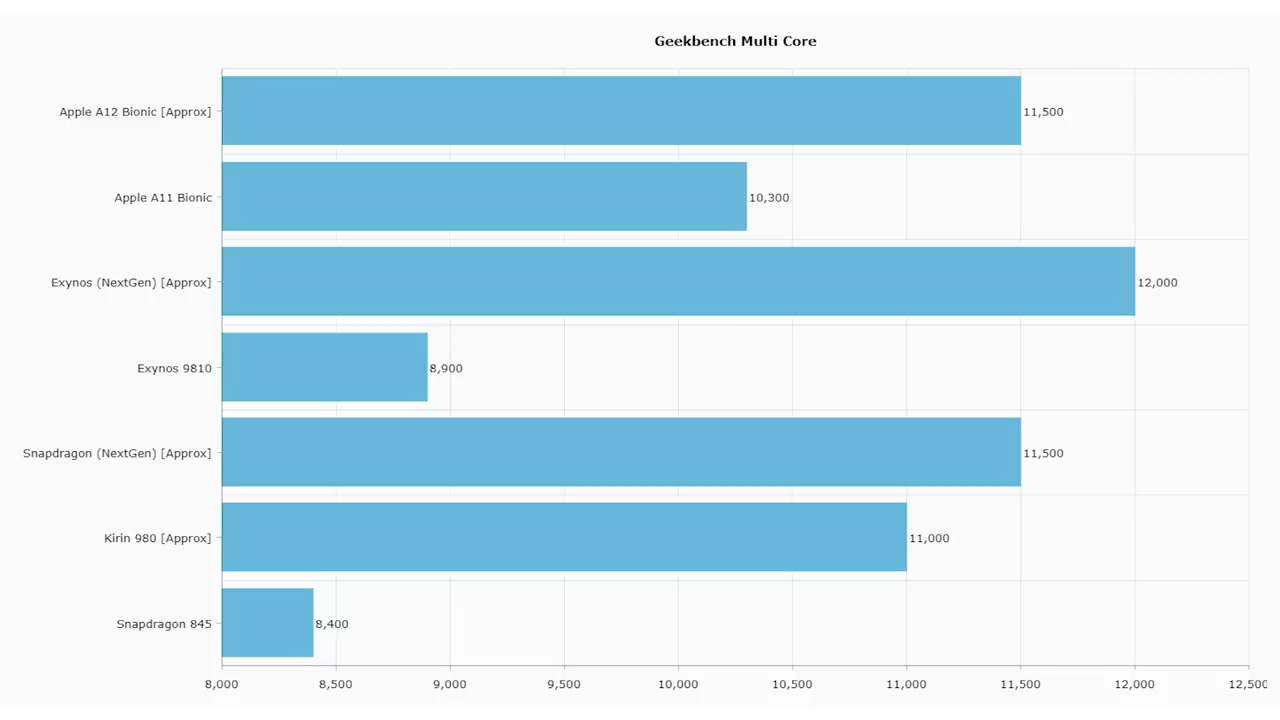 Geekbench Multi Core
Apple A12 Bionic [Approx]
11,500
Apple A11 Bionic
10,300
Exynos (NextGen) [Approx]
12,000
Exynos 9810
8,900
Snapdragon (NextGen) [Approx]
11,500
Kirin 980 [Approx]
11,000
Snapdragon 845
8,400
8,000 8,500 9,000 9,500 10,000 10,500 11,000 11,500 12,000 12,500